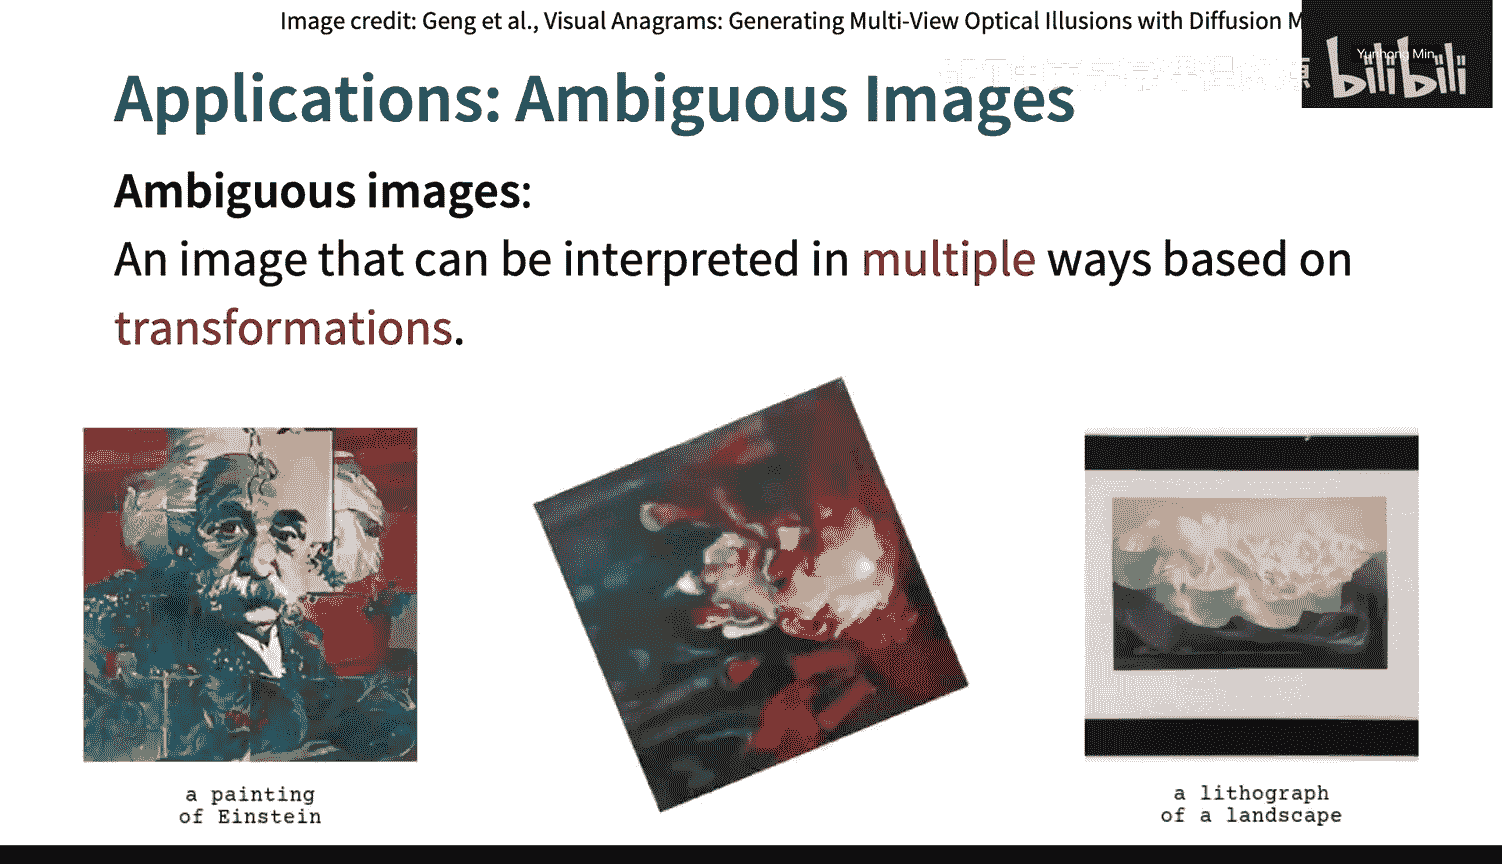 Image credit: Geng et al., Visual Anagrams: Generating Multi-View Optical Illusions with Diffusion M
Yunhong Min
bilibili
Applications: Ambiguous Images
Ambiguous images:
An image that can be interpreted in multiple ways based on
transformations.
a painting
of Einstein
a lithograph
of a landscape